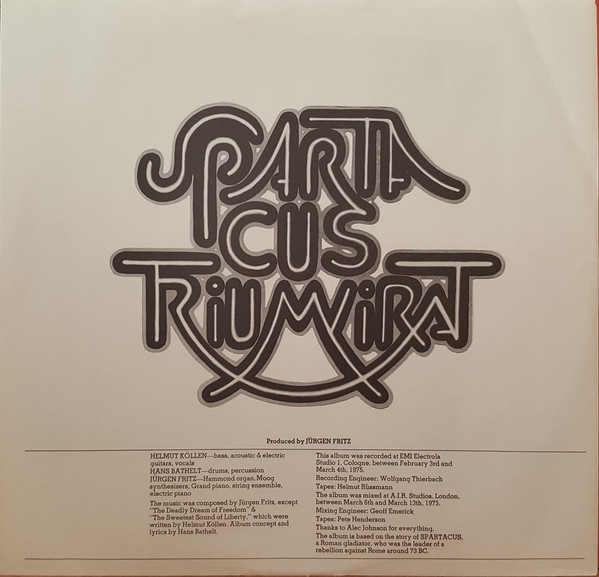 SPARTA
CUS
TRiUMViRAT
Produced by JÜRGEN FRITZ
HELMUT KÖLLEN—bass, acoustic & electric
guitars, vocals
HANS BATHELT—drums, percussion
JÜRGEN FRITZ—Hammond organ, Moog
synthesizers, Grand piano, string ensemble,
electric piano
The music was composed by Jürgen Fritz, except
"The Deadly Dream of Freedom" &
"The Sweetest Sound of Liberty," which were
written by Helmut Köllen. Album concept and
lyrics by Hans Bathelt.
This album was recorded at EMI Electrola
Studio 1, Cologne, between February 3rd and
March 4th, 1975.
Recording Engineer: Wolfgang Thierbach
Tapes: Helmut Rüssmann
The album was mixed at A.I.R. Studios, London,
between March 6th and March 13th, 1975.
Mixing Engineer: Geoff Emerick
Tapes: Pete Henderson
Thanks to Alec Johnson for everything.
The album is based on the story of SPARTACUS,
a Roman gladiator, who was the leader of a
rebellion against Rome around 73 BC.